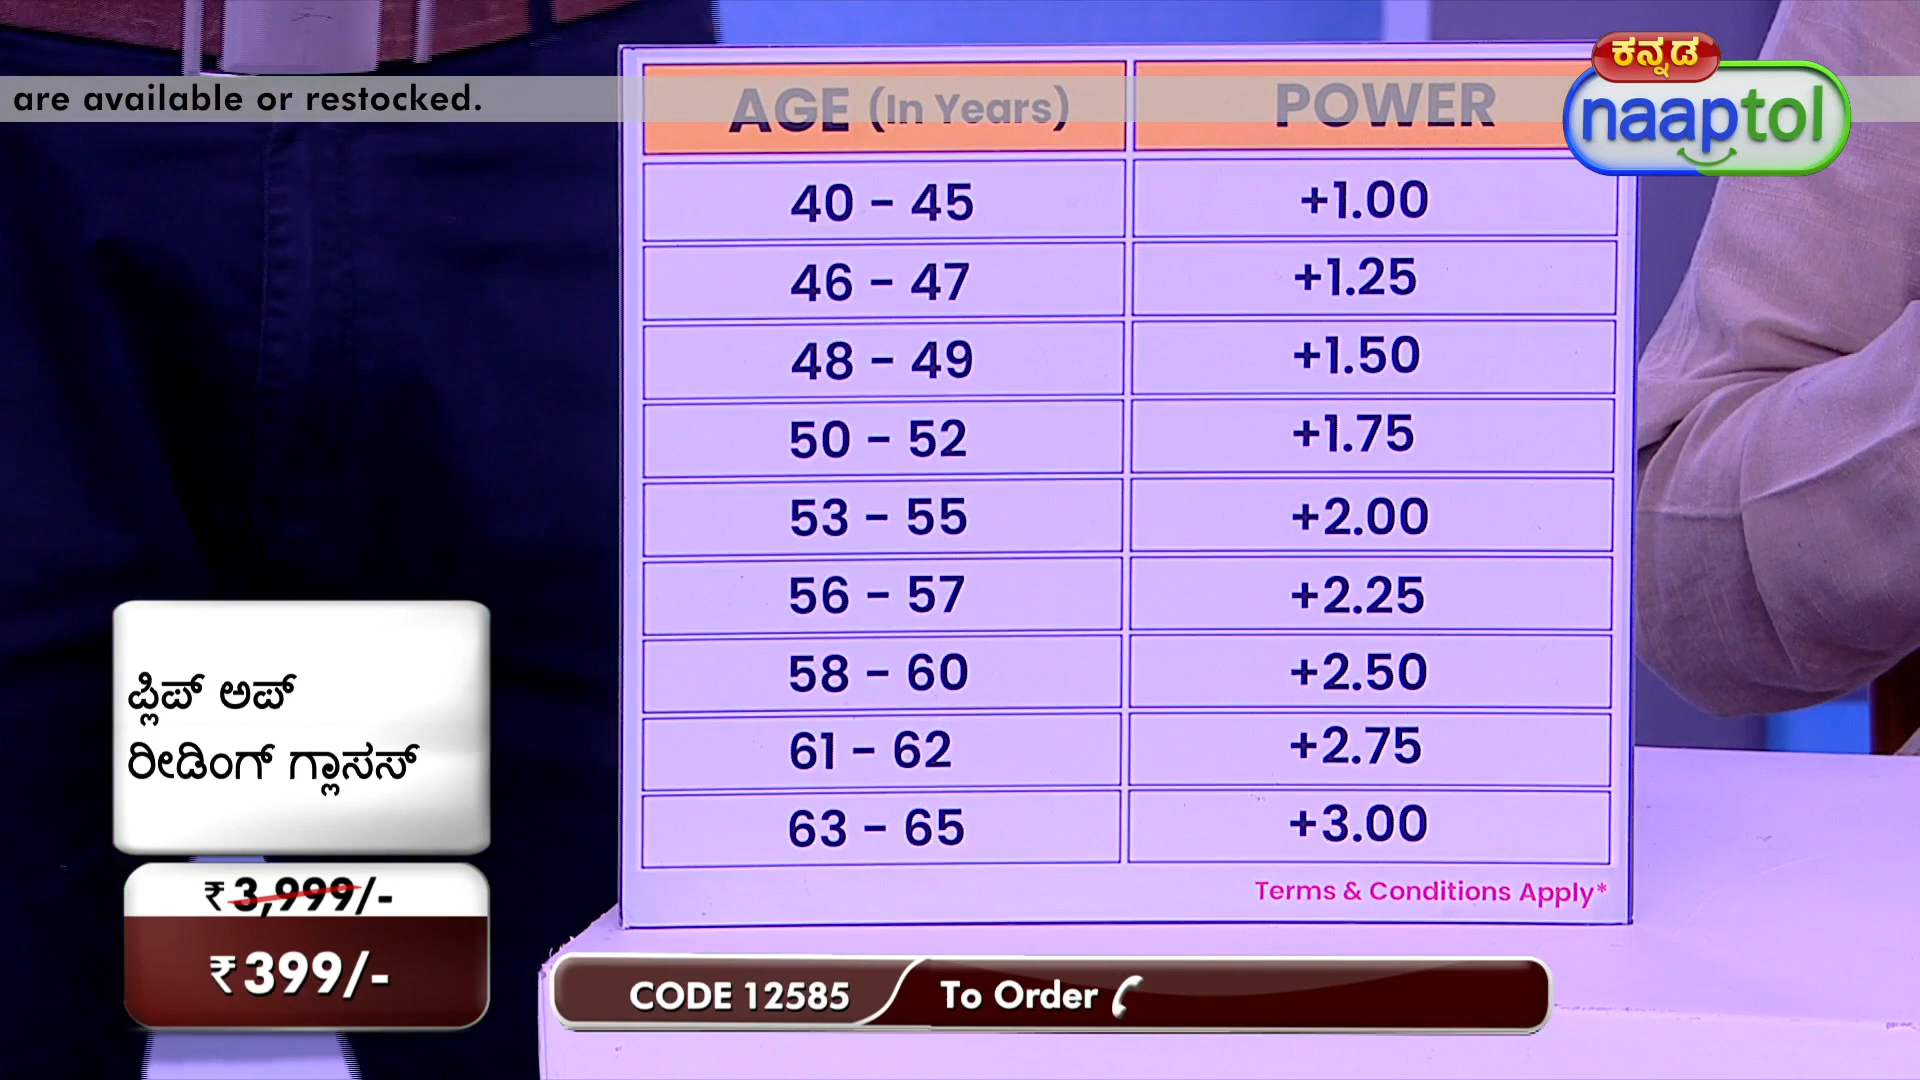 are available or restocked.
ಕನ್ನಡ
naaptol
AGE (In Years) POWER
40 - 45 +1.00
46 - 47 +1.25
48 - 49 +1.50
50 - 52 +1.75
53 - 55 +2.00
56 - 57 +2.25
58 - 60 +2.50
61 - 62 +2.75
63 - 65 +3.00
Terms & Conditions Apply*
ಫ್ಲಿಪ್ ಅಪ್
ರೀಡಿಂಗ್ ಗ್ಲಾಸಸ್
₹3,999/-
₹399/-
CODE 12585 To Order